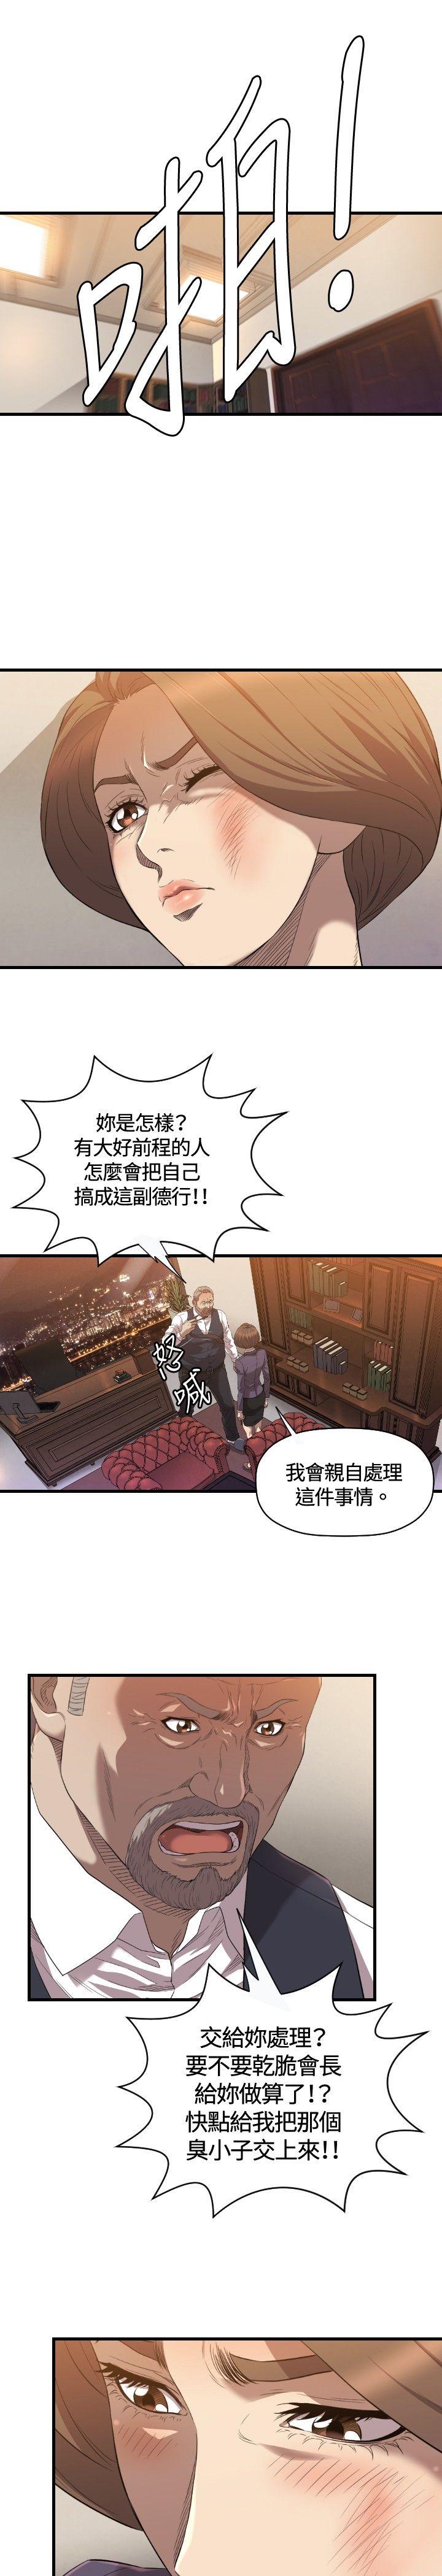 啪!
妳是怎樣?
有大好前程的人
怎麼會把自己
搞成這副德行!!
怒
喊
我會親自處理
這件事情。
交給妳處理?
要不要乾脆會長
給妳做算了!?
快點給我把那個
臭小子交上來!!